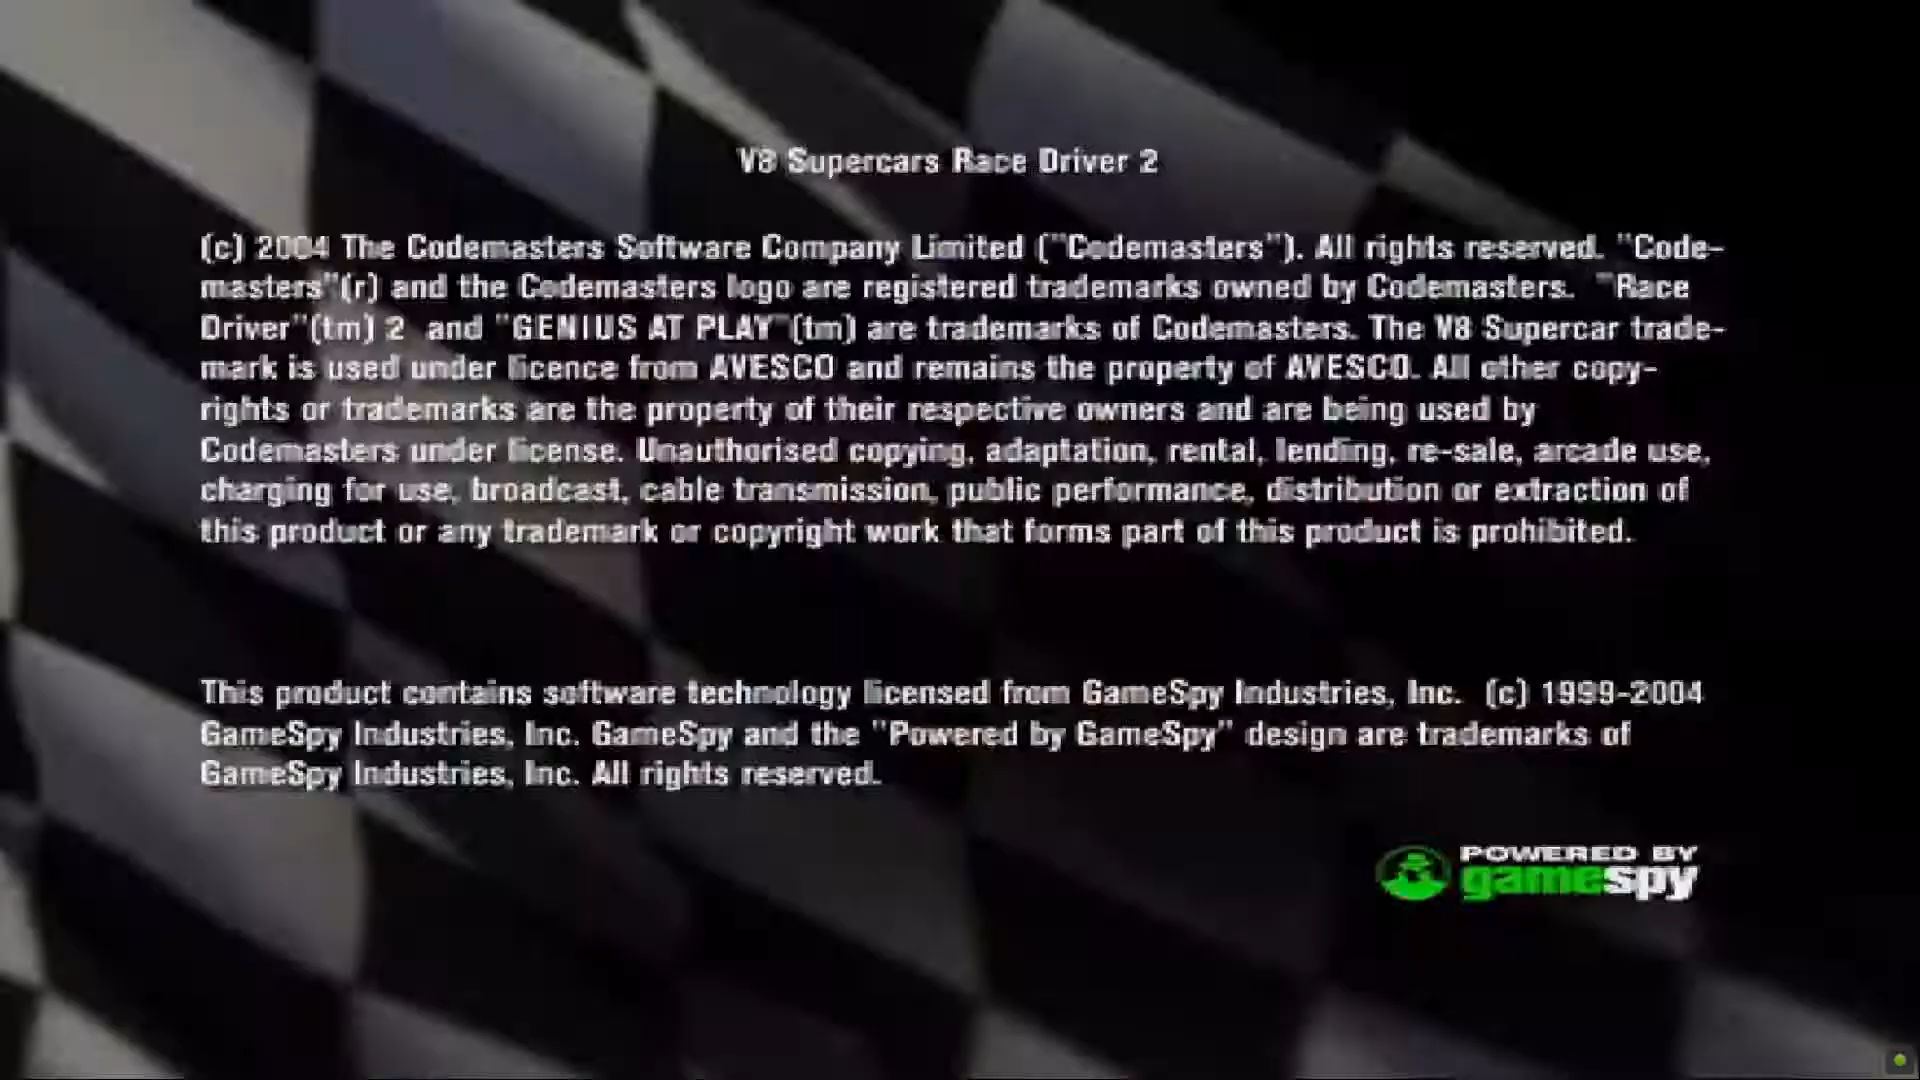 V8 Supercars Race Driver 2
(c) 2004 The Codemasters Software Company Limited ("Codemasters"). All rights reserved. "Code-
masters"(r) and the Codemasters logo are registered trademarks owned by Codemasters.  "Race
Driver"(tm) 2  and "GENIUS AT PLAY"(tm) are trademarks of Codemasters. The V8 Supercar trade-
mark is used under licence from AVESCO and remains the property of AVESCO. All other copy-
rights or trademarks are the property of their respective owners and are being used by
Codemasters under license. Unauthorised copying, adaptation, rental, lending, re-sale, arcade use,
charging for use, broadcast, cable transmission, public performance, distribution or extraction of
this product or any trademark or copyright work that forms part of this product is prohibited.
This product contains software technology licensed from GameSpy Industries, Inc.  (c) 1999-2004
GameSpy Industries, Inc. GameSpy and the "Powered by GameSpy" design are trademarks of
GameSpy Industries, Inc. All rights reserved.
POWERED BY
gamespy